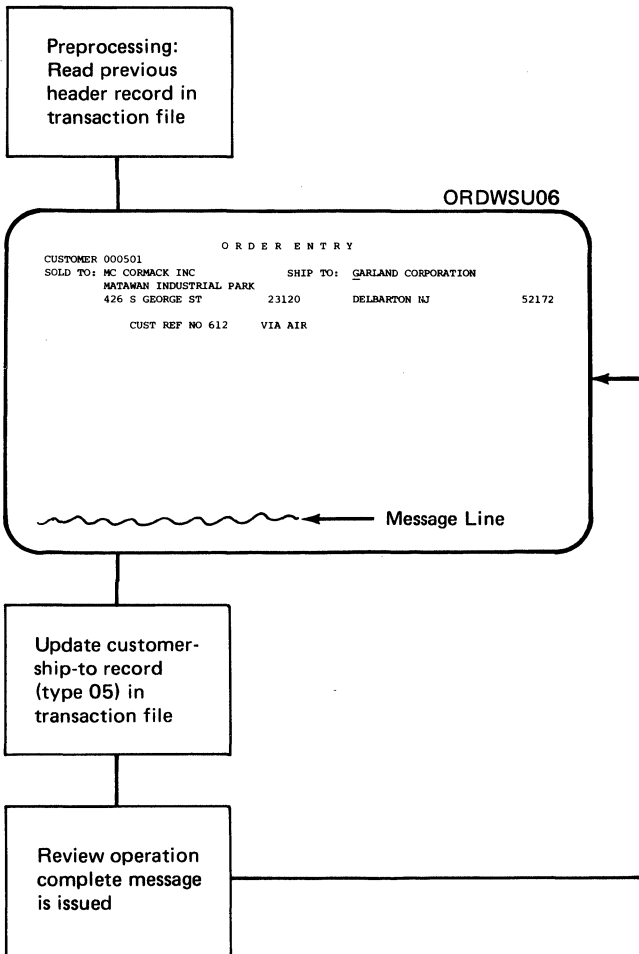 Preprocessing:
Read previous
header record in
transaction file
ORDWSU06
O R D E R E N T R Y
CUSTOMER 000501
SOLD TO: MC CORMACK INC SHIP TO: GARLAND CORPORATION
MATAWAN INDUSTRIAL PARK
426 S GEORGE ST 23120 DELBARTON NJ 52172
CUST REF NO 612 VIA AIR
Message Line
Update customer-
ship-to record
(type 05) in
transaction file
Review operation
complete message
is issued